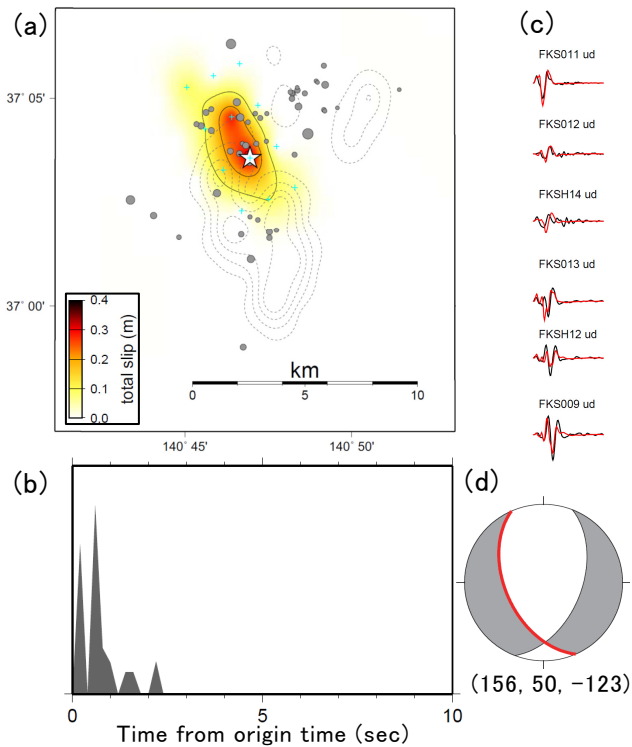 (a)
37° 05'
37° 00'
0.4
0.3
0.2
0.1
0.0
total slip (m)
km
0 5 10
140° 45' 140° 50'
(c)
FKS011 ud
FKS012 ud
FKSH14 ud
FKS013 ud
FKSH12 ud
FKS009 ud
(b)
0 5 10
Time from origin time (sec)
(d)
(156, 50, -123)